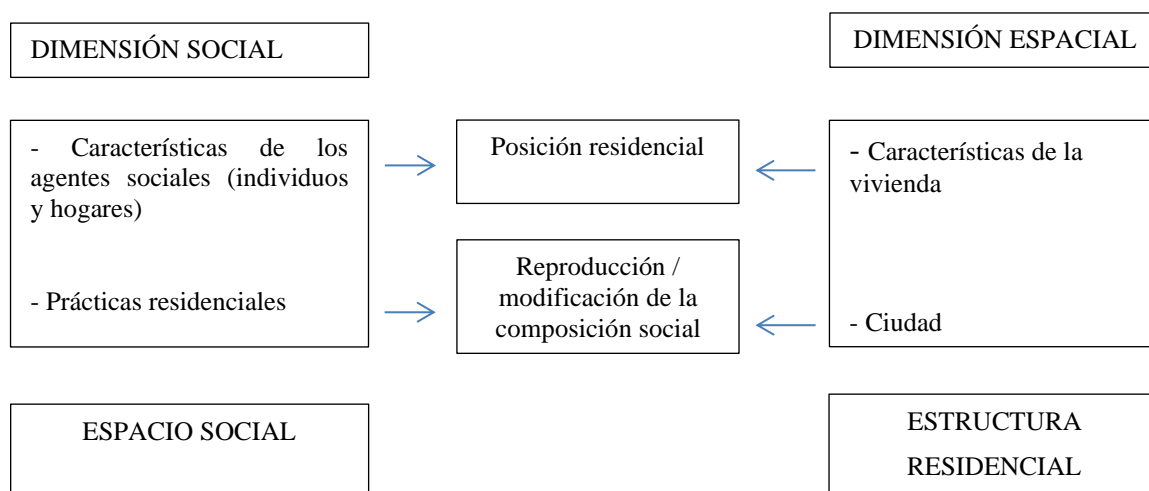 DIMENSIÓN SOCIAL
DIMENSIÓN ESPACIAL
- Características de los
agentes sociales (individuos
y hogares)
- Prácticas residenciales
Posición residencial
Reproducción /
modificación de la
composición social
- Características de la
vivienda
- Ciudad
ESPACIO SOCIAL
ESTRUCTURA
RESIDENCIAL